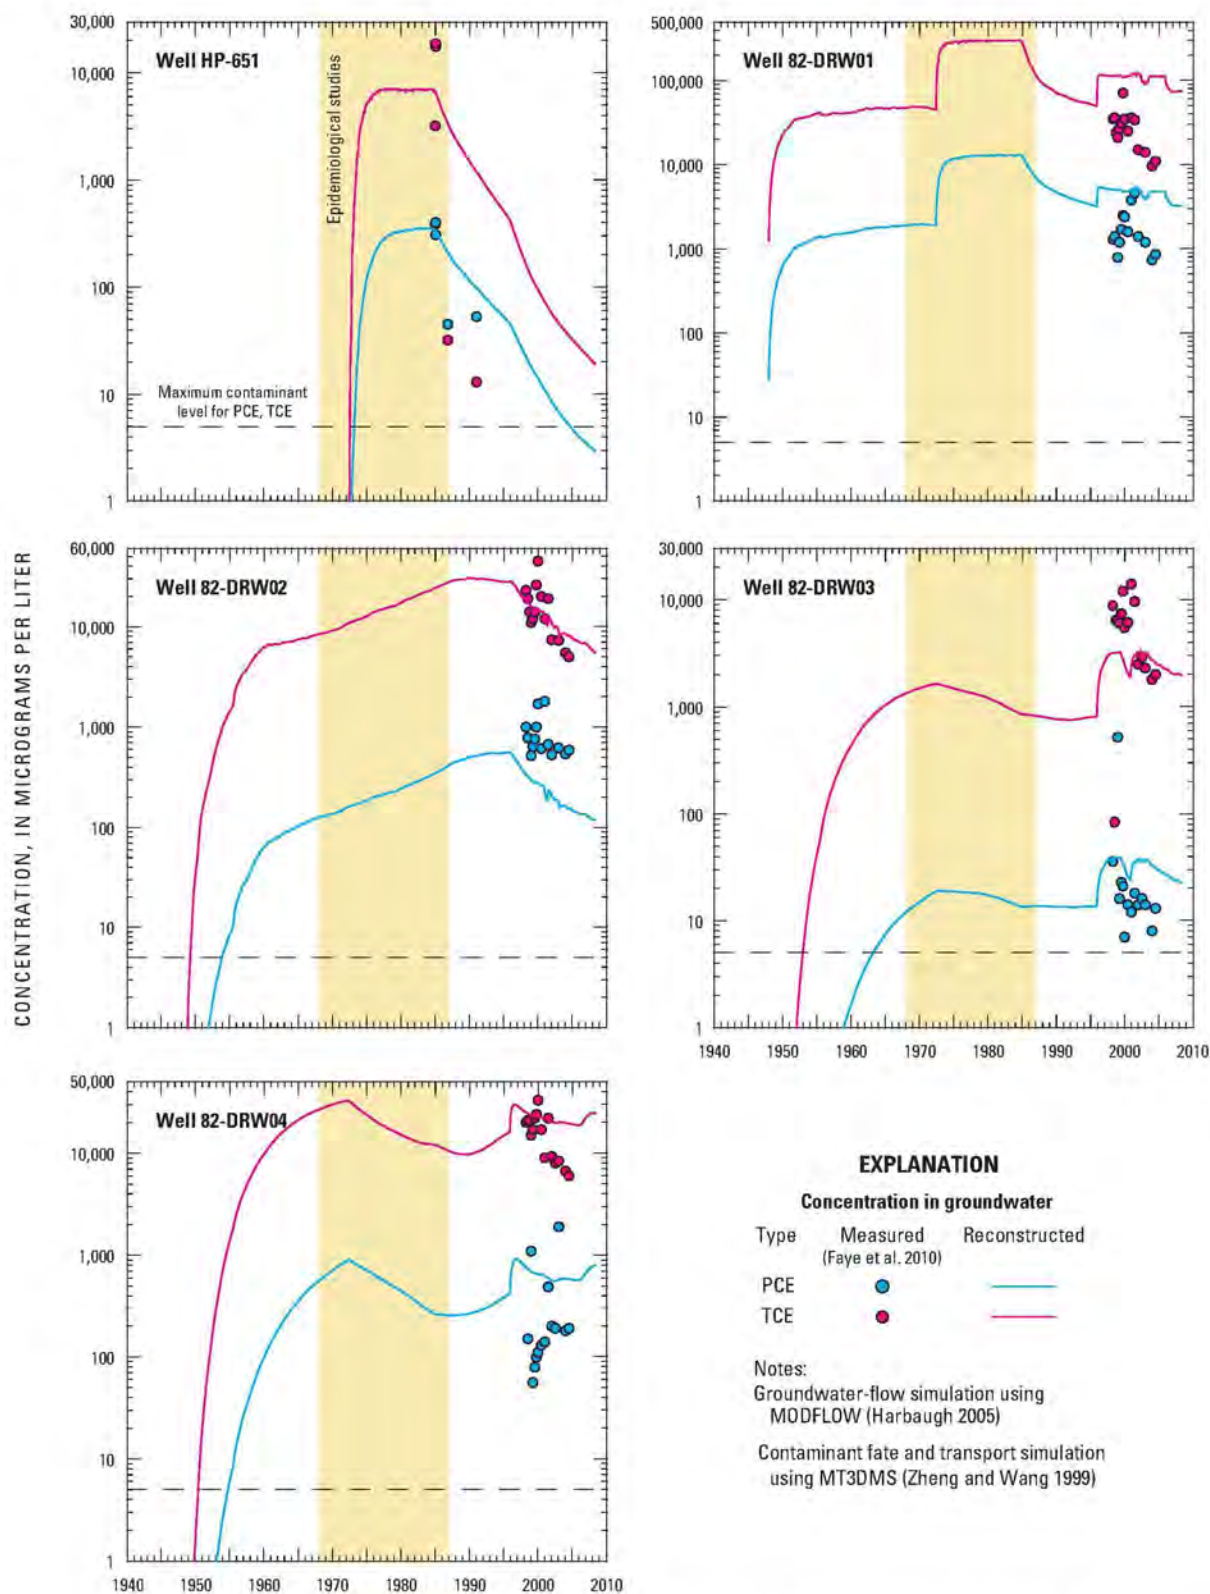 CONCENTRATION, IN MICROGRAMS PER LITER
Well HP-651
30,000
10,000
1,000
100
10
1
Epidemiological studies
Maximum contaminant
level for PCE, TCE
Well 82-DRW01
500,000
100,000
10,000
1,000
100
10
1
Well 82-DRW02
60,000
10,000
1,000
100
10
1
Well 82-DRW03
30,000
10,000
1,000
100
10
1
1940 1950 1960 1970 1980 1990 2000 2010
Well 82-DRW04
50,000
10,000
1,000
100
10
1
1940 1950 1960 1970 1980 1990 2000 2010
EXPLANATION
Concentration in groundwater
Type Measured Reconstructed
(Faye et al. 2010)
PCE
TCE
Notes:
Groundwater-flow simulation using
MODFLOW (Harbaugh 2005)
Contaminant fate and transport simulation
using MT3DMS (Zheng and Wang 1999)